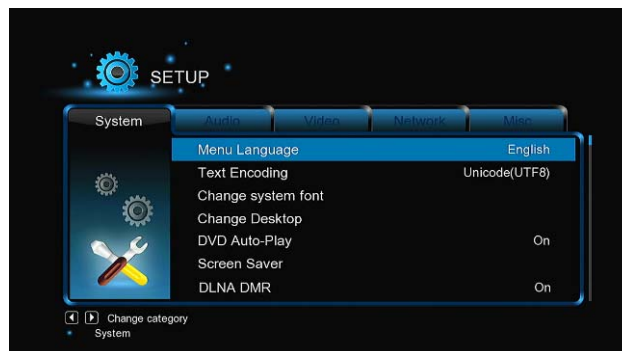 SETUP
System Audio Video Network Misc
Menu Language English
Text Encoding Unicode(UTF8)
Change system font
Change Desktop
DVD Auto-Play On
Screen Saver
DLNA DMR On
Change category
System